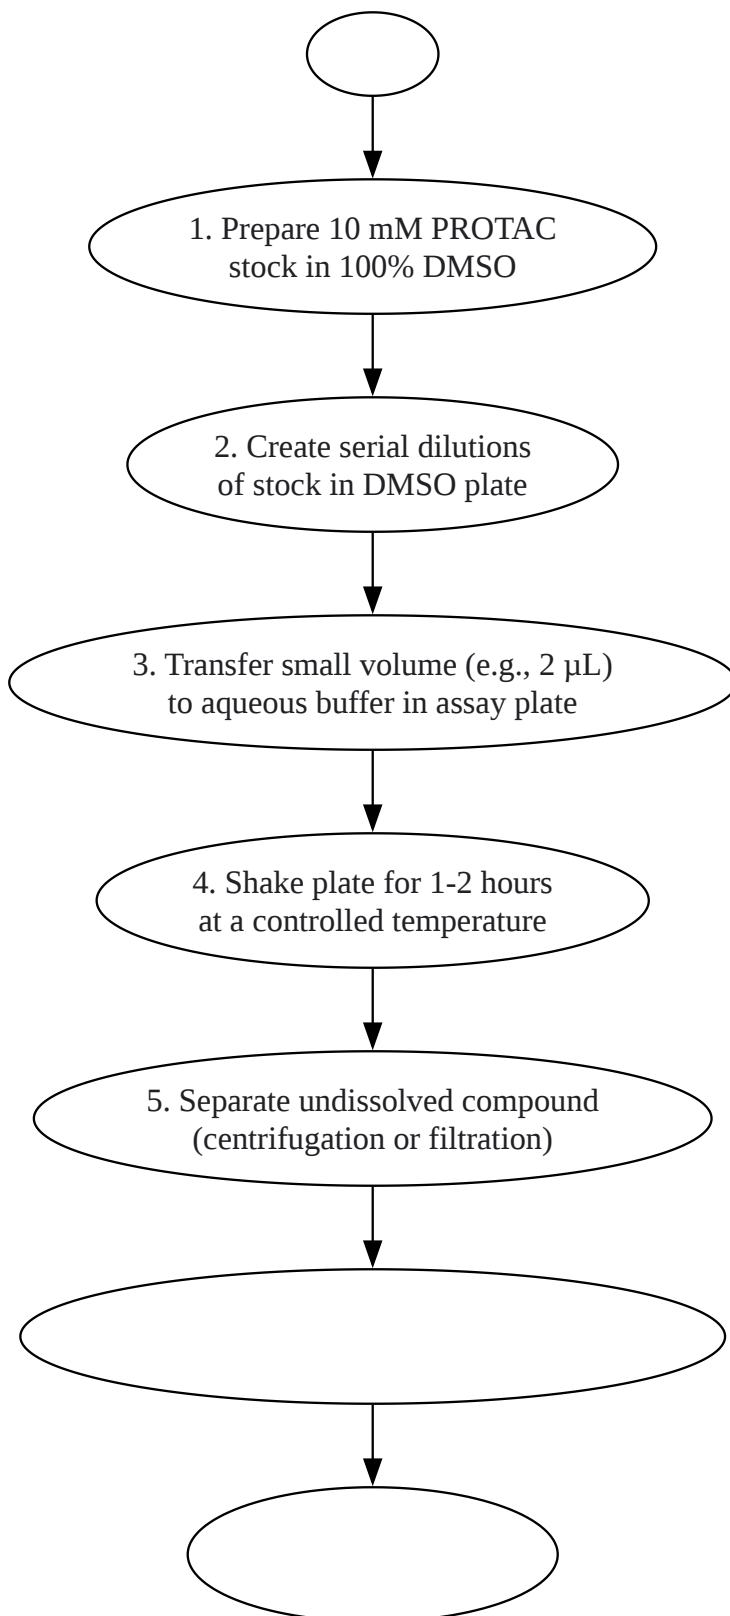 1. Prepare 10 mM PROTAC
stock in 100% DMSO
2. Create serial dilutions
of stock in DMSO plate
3. Transfer small volume (e.g., 2 µL)
to aqueous buffer in assay plate
4. Shake plate for 1-2 hours
at a controlled temperature
5. Separate undissolved compound
(centrifugation or filtration)